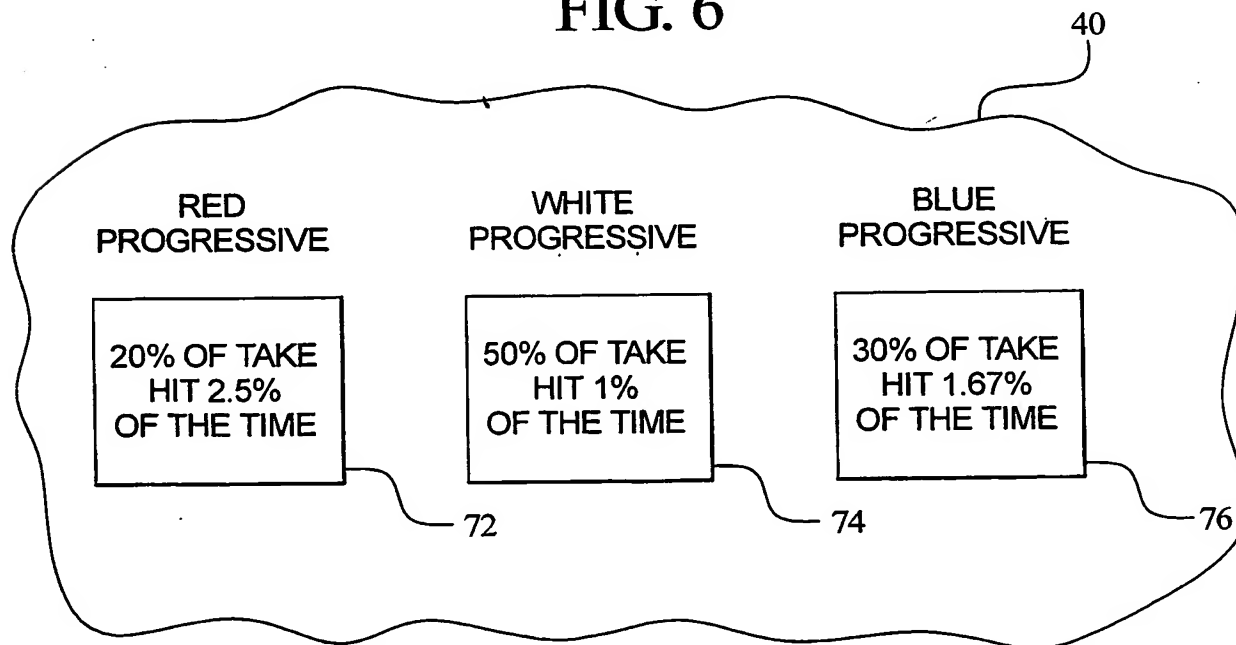 FIG. 6
40
RED
PROGRESSIVE
20% OF TAKE
HIT 2.5%
OF THE TIME
72
WHITE
PROGRESSIVE
50% OF TAKE
HIT 1%
OF THE TIME
74
BLUE
PROGRESSIVE
30% OF TAKE
HIT 1.67%
OF THE TIME
76